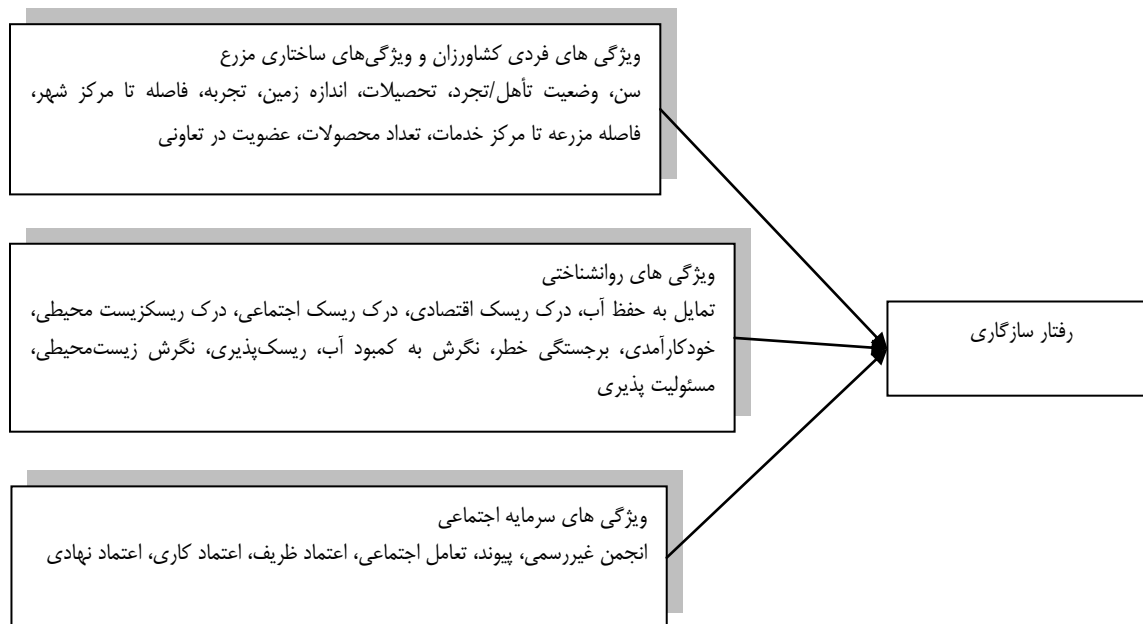 ویژگی های فردی کشاورزان و ویژگی‌های ساختاری مزرع
سن، وضعیت تأهل/تجرد، تحصیلات، اندازه زمین، تجربه، فاصله تا مرکز شهر،
فاصله مزرعه تا مرکز خدمات، تعداد محصولات، عضویت در تعاونی
ویژگی های روانشناختی
تمایل به حفظ آب، درک ریسک اقتصادی، درک ریسک اجتماعی، درک ریسکزیست محیطی،
خودکارآمدی، برجستگی خطر، نگرش به کمبود آب، ریسک‌پذیری، نگرش زیست‌محیطی،
مسئولیت پذیری
رفتار سازگاری
ویژگی های سرمایه اجتماعی
انجمن غیررسمی، پیوند، تعامل اجتماعی، اعتماد ظریف، اعتماد کاری، اعتماد نهادی